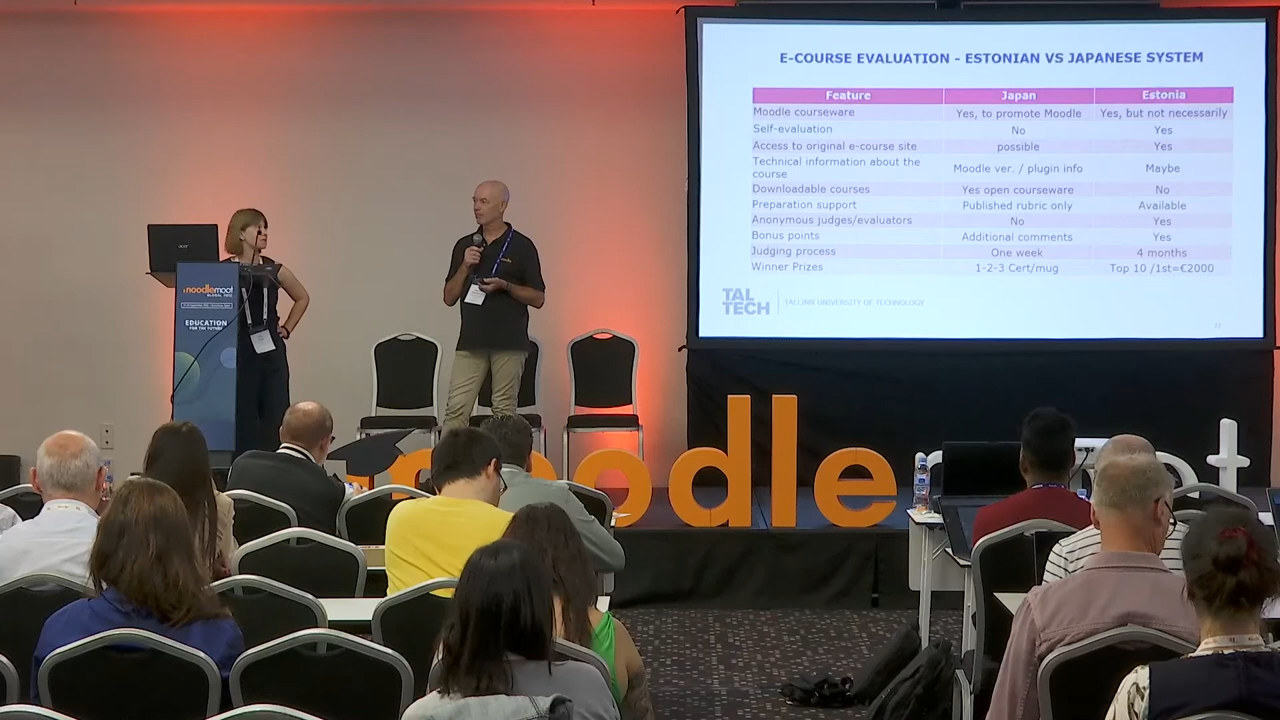 E-COURSE EVALUATION - ESTONIAN VS JAPANESE SYSTEM
Feature Japan Estonia
Moodle courseware Yes, to promote Moodle Yes, but not necessarily
Self-evaluation No Yes
Access to original e-course site possible Yes
Technical information about the
course Moodle ver. / plugin info Maybe
Downloadable courses Yes open courseware No
Preparation support Published rubric only Available
Anonymous judges/evaluators No Yes
Bonus points Additional comments Yes
Judging process One week 4 months
Winner Prizes 1-2-3 Cert/mug Top 10 /1st=€2000
TAL
TECH
TALLINN UNIVERSITY OF TECHNOLOGY
acer
moodlemoot
EDUCATION
FOR THE FUTURE
moodle
t